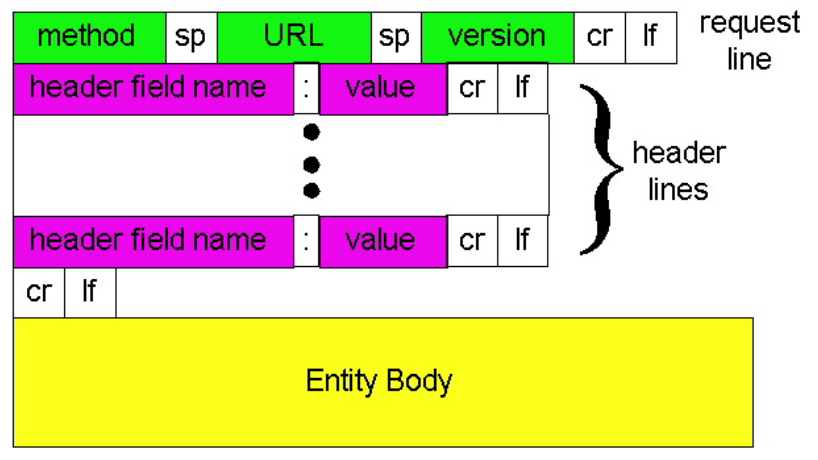 method sp URL sp version cr lf request line
header field name : value cr lf
header lines
header field name : value cr lf
cr lf
Entity Body